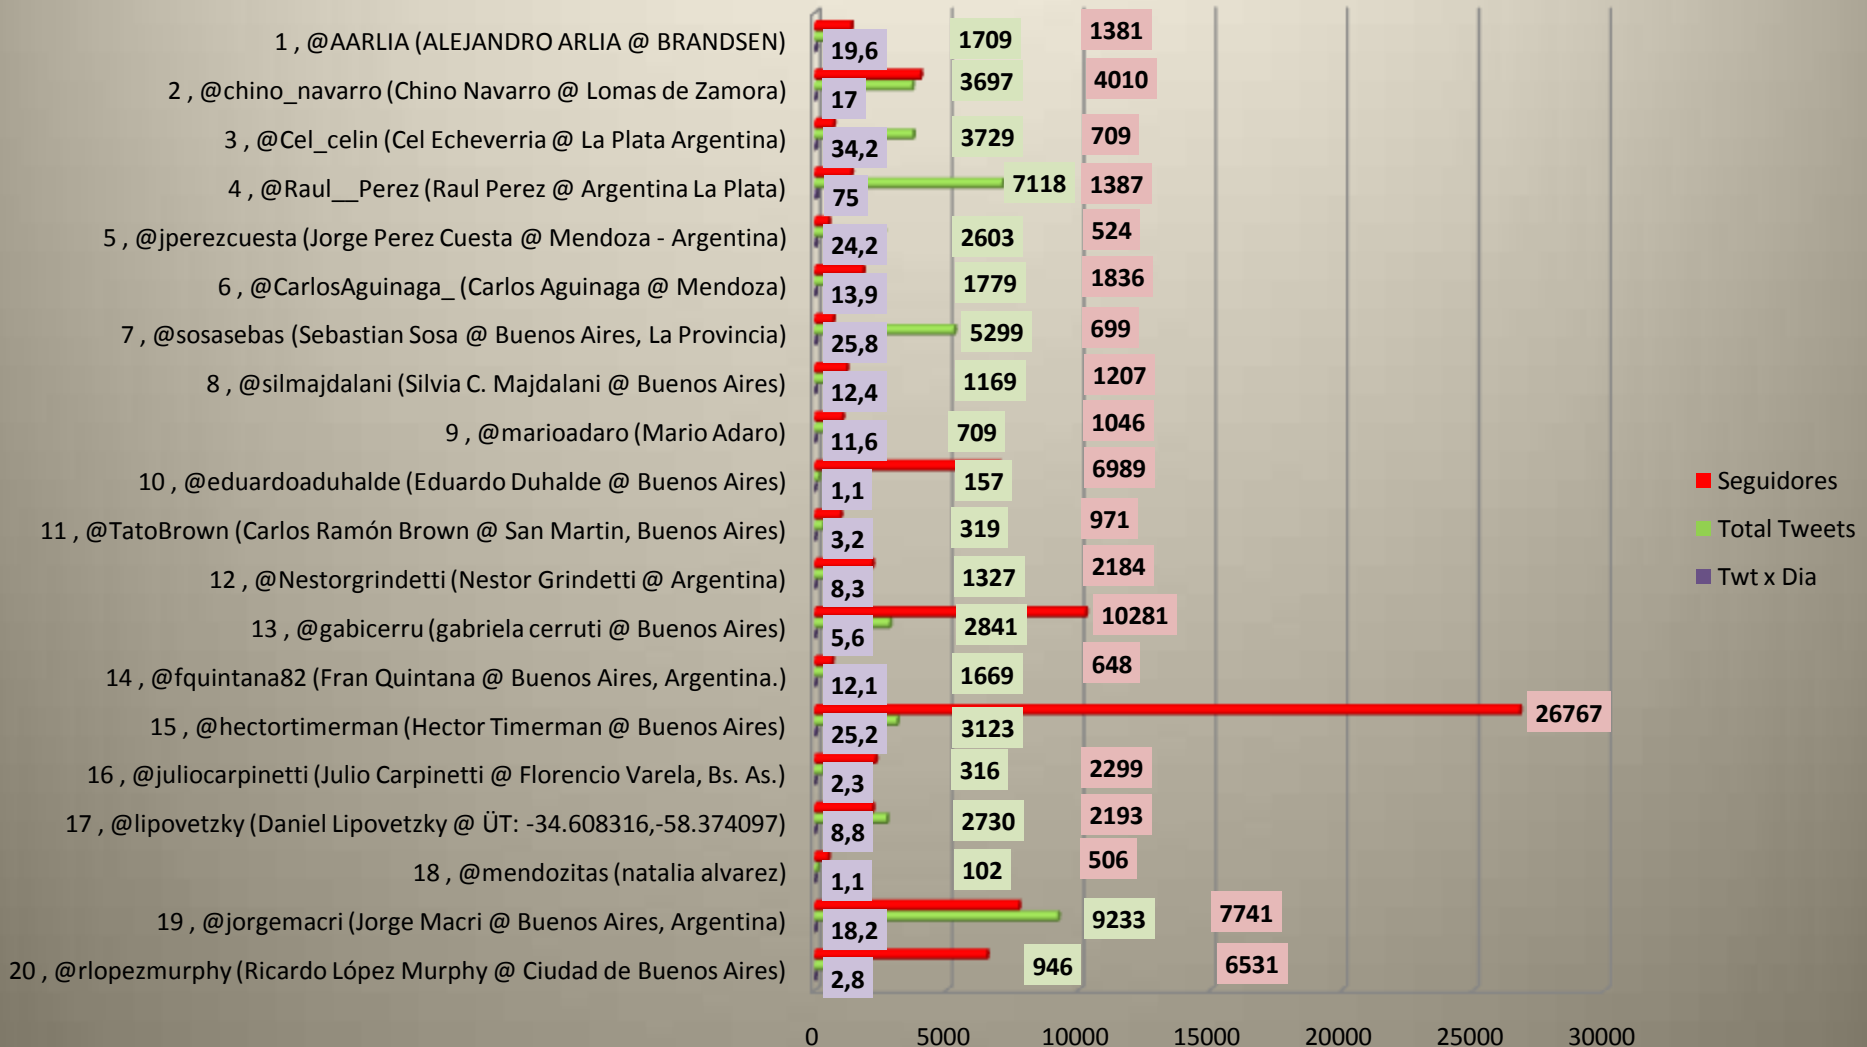 1 , @AARLIA (ALEJANDRO ARLIA @ BRANDSEN) 19,6 1709 1381
2 , @chino_navarro (Chino Navarro @ Lomas de Zamora) 17 3697 4010
3 , @Cel_celin (Cel Echeverria @ La Plata Argentina) 34,2 3729 709
4 , @Raul__Perez (Raul Perez @ Argentina La Plata) 75 7118 1387
5 , @jperezcuesta (Jorge Perez Cuesta @ Mendoza - Argentina) 24,2 2603 524
6 , @CarlosAguinaga_ (Carlos Aguinaga @ Mendoza) 13,9 1779 1836
7 , @sosasebas (Sebastian Sosa @ Buenos Aires, La Provincia) 25,8 5299 699
8 , @silmajdalani (Silvia C. Majdalani @ Buenos Aires) 12,4 1169 1207
9 , @marioadaro (Mario Adaro) 11,6 709 1046
10 , @eduardoaduhalde (Eduardo Duhalde @ Buenos Aires) 1,1 157 6989
11 , @TatoBrown (Carlos Ramón Brown @ San Martin, Buenos Aires) 3,2 319 971
12 , @Nestorgrindetti (Nestor Grindetti @ Argentina) 8,3 1327 2184
13 , @gabicerru (gabriela cerruti @ Buenos Aires) 5,6 2841 10281
14 , @fquintana82 (Fran Quintana @ Buenos Aires, Argentina.) 12,1 1669 648
15 , @hectortimerman (Hector Timerman @ Buenos Aires) 25,2 3123 26767
16 , @juliocarpinetti (Julio Carpinetti @ Florencio Varela, Bs. As.) 2,3 316 2299
17 , @lipovetzky (Daniel Lipovetzky @ ÜT: -34.608316,-58.374097) 8,8 2730 2193
18 , @mendozitas (natalia alvarez) 1,1 102 506
19 , @jorgemacri (Jorge Macri @ Buenos Aires, Argentina) 18,2 9233 7741
20 , @rlopezmurphy (Ricardo López Murphy @ Ciudad de Buenos Aires) 2,8 946 6531
0 5000 10000 15000 20000 25000 30000
Seguidores
Total Tweets
Twt x Dia